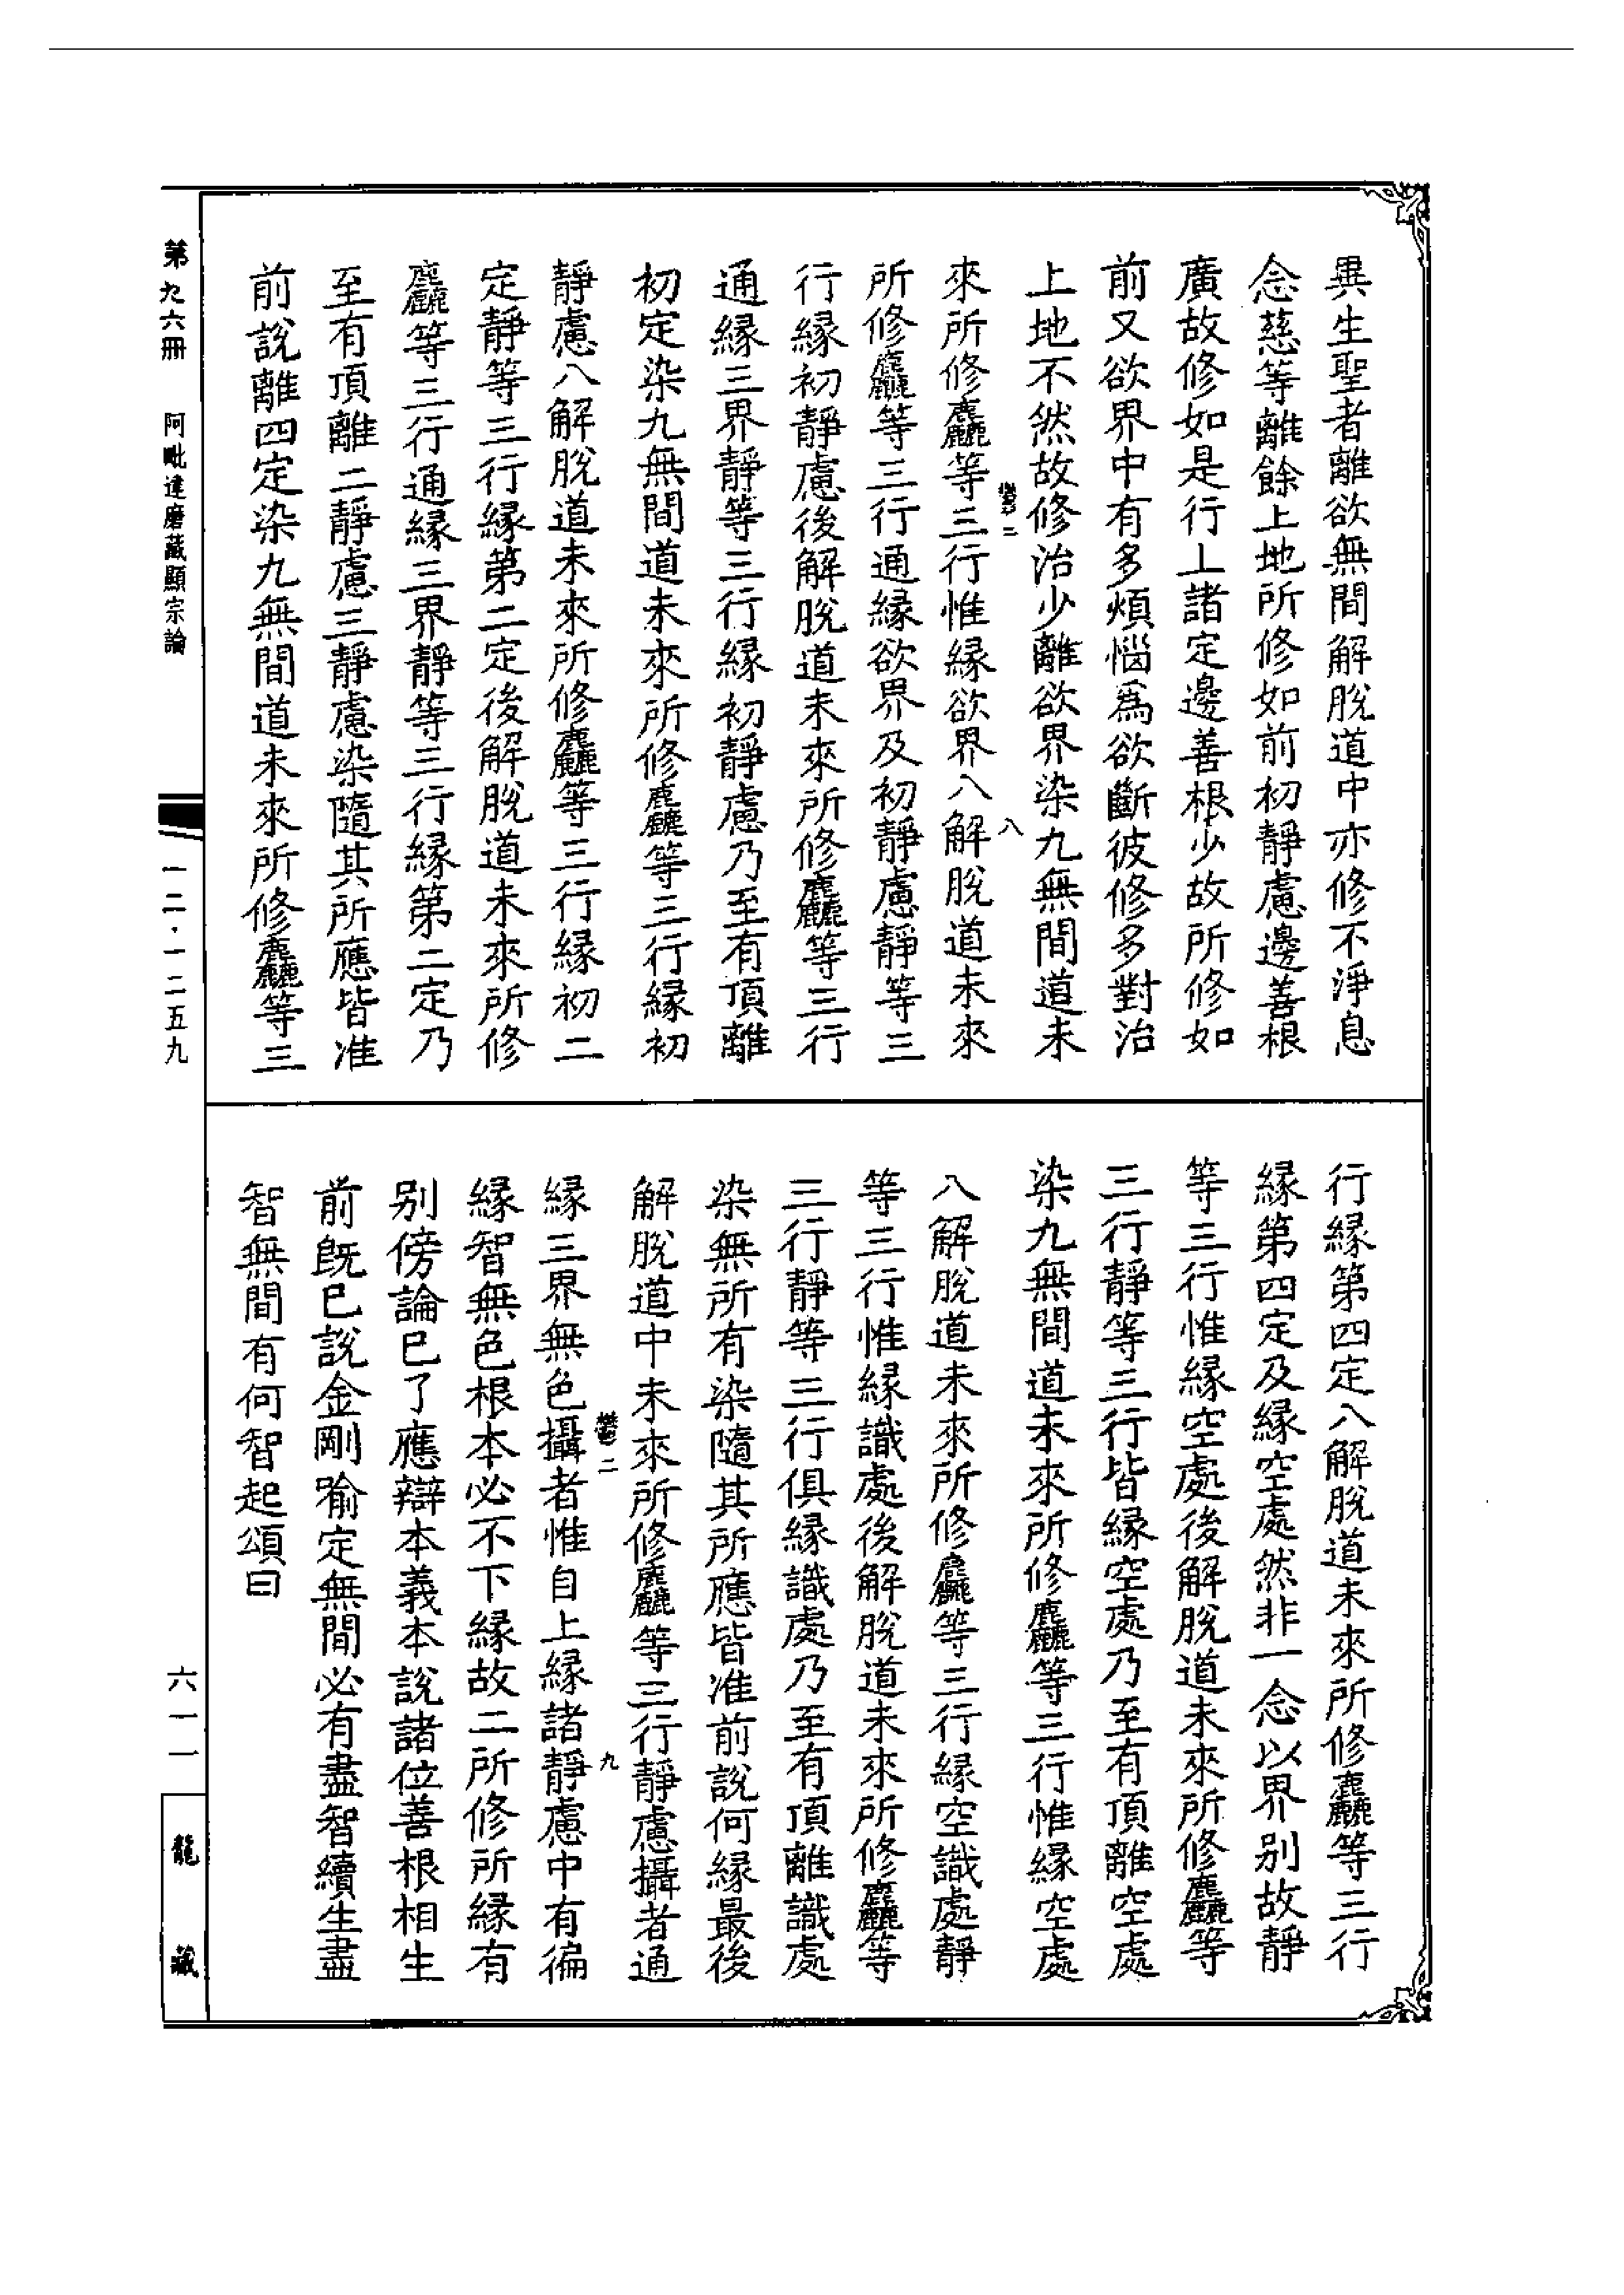 異生聖者離欲無間解脫道中亦修不淨息
念慈等離餘上地所修如前初靜慮邊善根
廣故修如是行上諸定邊善根少故所修如
前又欲界中有多煩惱爲欲斷彼修多對治
上地不然故修治少離欲界染九無間道未
來所修麤等三行惟緣欲界八解脫道未來
所修麤等三行通緣欲界及初靜慮靜等三
行緣初靜慮後解脫道未來所修麤等三行
通緣三界靜等三行緣初靜慮乃至有頂離
初定染九無間道未來所修麤等三行緣初
靜慮八解脫道未來所修麤等三行緣初二
定靜等三行緣第二定後解脫道未來所修
麤等三行通緣三界靜等三行緣第二定乃
至有頂離二靜慮三靜慮染隨其所應皆准
前說離四定染九無間道未來所修麤等三
行緣第四定八解脫道未來所修麤等三行
緣第四定及緣空處然非一念以界別故靜
等三行惟緣空處後解脫道未來所修麤等
三行靜等三行皆緣空處乃至有頂離空處
染九無間道未來所修麤等三行惟緣空處
八解脫道未來所修麤等三行緣空識處靜
等三行惟緣識處後解脫道未來所修麤等
三行靜等三行俱緣識處乃至有頂離識處
染無所有染隨其所應皆准前說何緣最後
解脫道中未來所修麤等三行靜慮攝者通
緣三界無色攝者惟自上緣諸靜慮中有徧
緣智無色根本必不下緣故二所修所緣有
別傍論已了應辯本義本說諸位善根相生
前既已說金剛喻定無間必有盡智續生盡
智無間有何智起頌曰
二
八
二
九
第九六冊 阿毗達磨藏顯宗論
一二·一二五九
六一一
龍藏